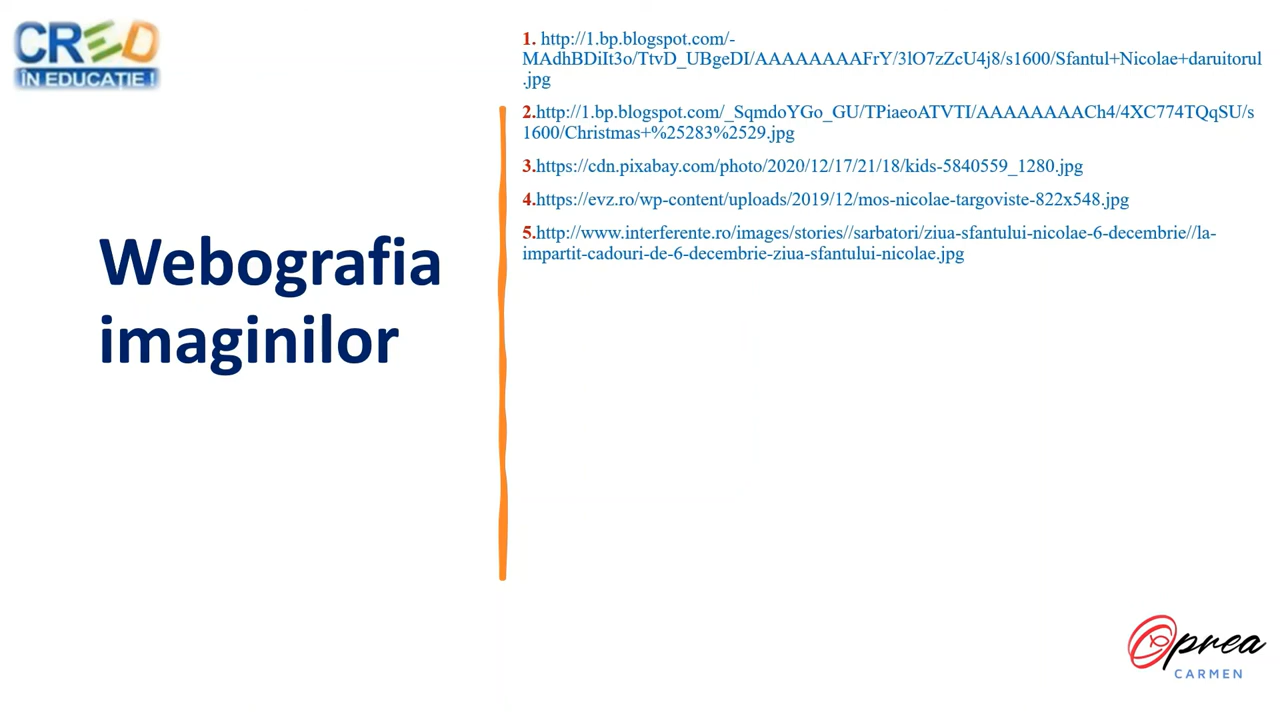 CRED
ÎN EDUCAȚIE !
1. http://1.bp.blogspot.com/-
MAdhBDiIt3o/TtvD_UBgeDI/AAAAAAAAFrY/3lO7zZcU4j8/s1600/Sfantul+Nicolae+daruitorul
.jpg
2.http://1.bp.blogspot.com/_SqmdoYGo_GU/TPiaeoATVTI/AAAAAAAACh4/4XC774TQqSU/s
1600/Christmas+%25283%2529.jpg
3.https://cdn.pixabay.com/photo/2020/12/17/21/18/kids-5840559_1280.jpg
4.https://evz.ro/wp-content/uploads/2019/12/mos-nicolae-targoviste-822x548.jpg
5.http://www.interferente.ro/images/stories//sarbatori/ziua-sfantului-nicolae-6-decembrie//la-
impartit-cadouri-de-6-decembrie-ziua-sfantului-nicolae.jpg
Webografia
imaginilor
Oprea
CARMEN